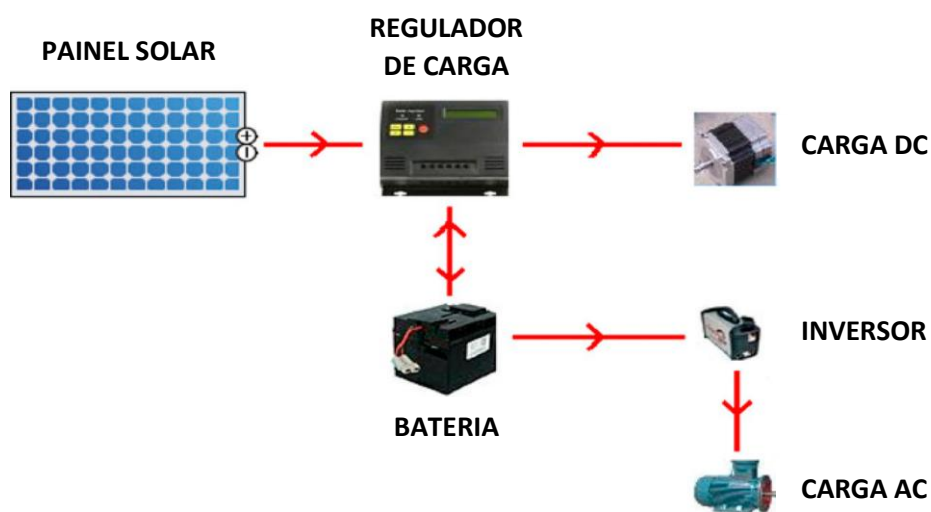 PAINEL SOLAR
REGULADOR
DE CARGA
CARGA DC
INVERSOR
BATERIA
CARGA AC